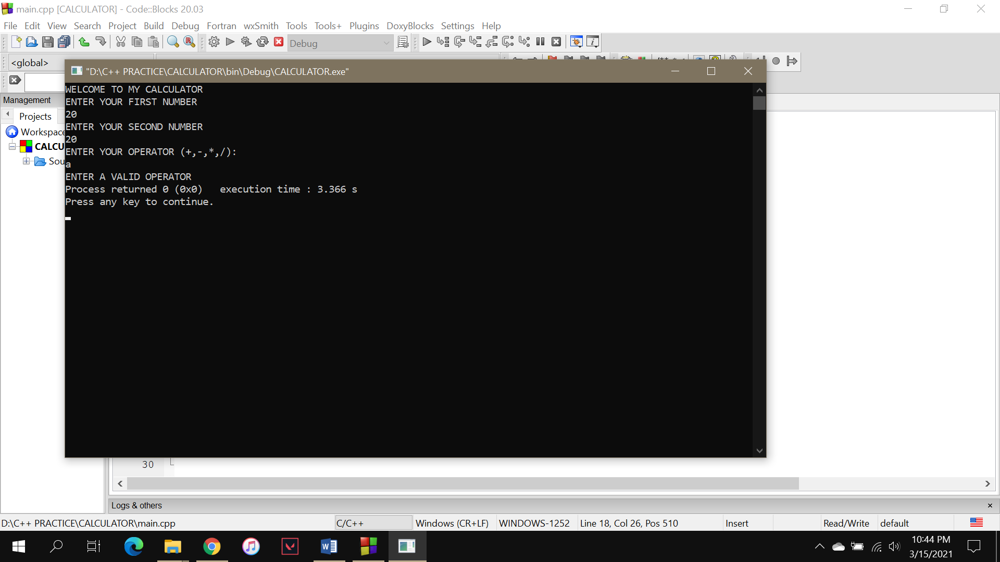 main.cpp [CALCULATOR] - Code::Blocks 20.03
File Edit View Search Project Build Debug Fortran wxSmith Tools Tools+ Plugins DoxyBlocks Settings Help
Debug
<global>
"D:\C++ PRACTICE\CALCULATOR\bin\Debug\CALCULATOR.exe"
WELCOME TO MY CALCULATOR
ENTER YOUR FIRST NUMBER
20
ENTER YOUR SECOND NUMBER
20
ENTER YOUR OPERATOR (+,-,*,/):
a
ENTER A VALID OPERATOR
Process returned 0 (0x0)   execution time : 3.366 s
Press any key to continue.
Management
Projects
Workspace
CALCU
Sou
30
Logs & others
D:\C++ PRACTICE\CALCULATOR\main.cpp C/C++ Windows (CR+LF) WINDOWS-1252 Line 18, Col 26, Pos 510 Insert Read/Write default
10:44 PM
3/15/2021